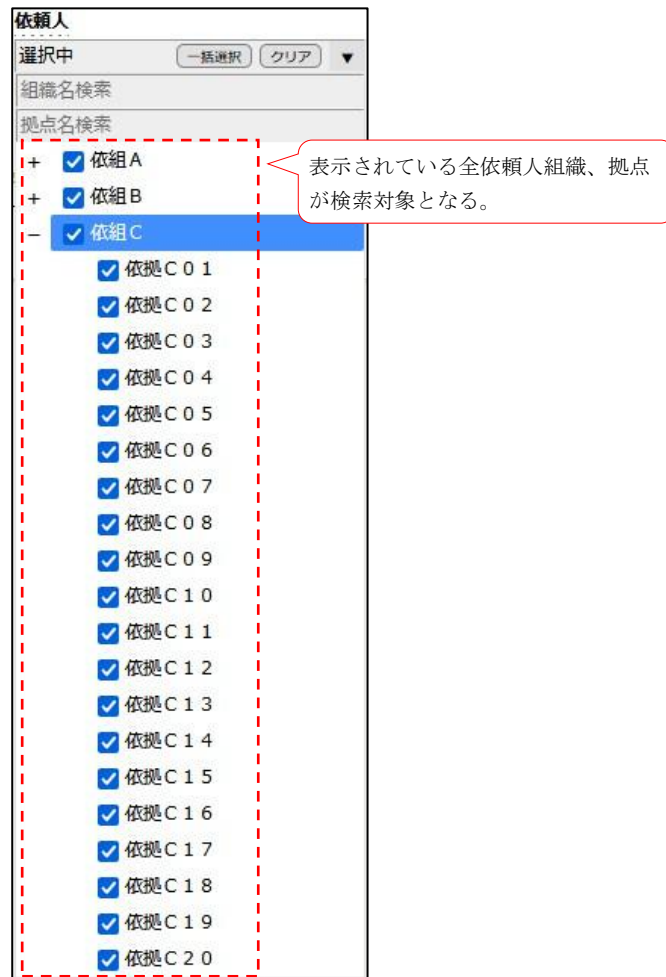 依頼人
選択中 一括選択 クリア ▼
組織名検索
拠点名検索
+ 依組A
+ 依組B
− 依組C
依拠C01
依拠C02
依拠C03
依拠C04
依拠C05
依拠C06
依拠C07
依拠C08
依拠C09
依拠C10
依拠C11
依拠C12
依拠C13
依拠C14
依拠C15
依拠C16
依拠C17
依拠C18
依拠C19
依拠C20
表示されている全依頼人組織、拠点
が検索対象となる。